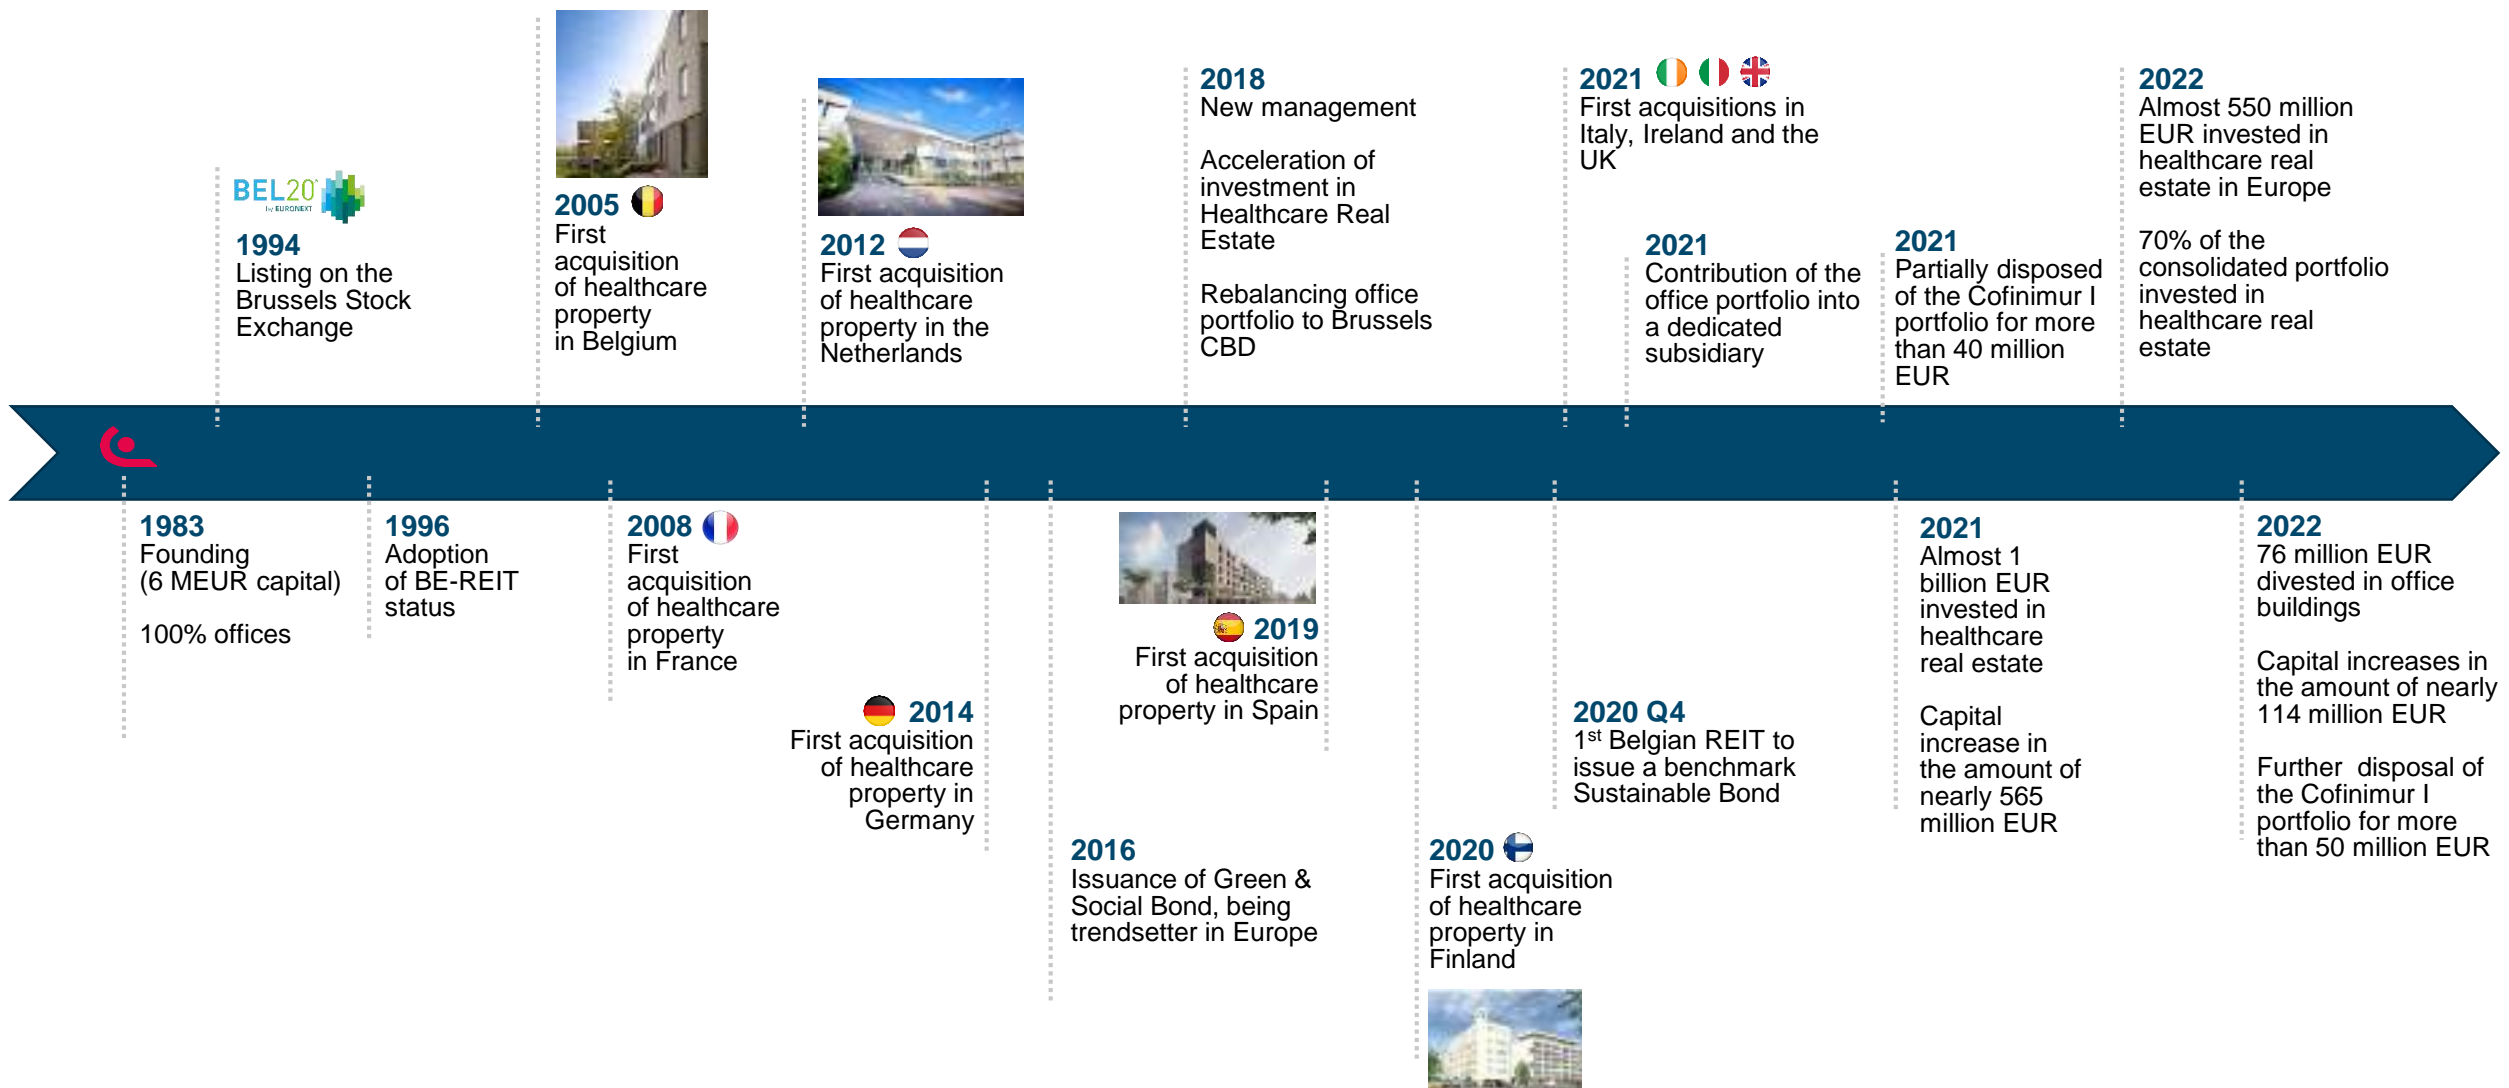 BEL20
by EURONEXT
1994
Listing on the
Brussels Stock
Exchange
2005
First
acquisition
of healthcare
property
in Belgium
2012
First acquisition
of healthcare
property in the
Netherlands
2018
New management
Acceleration of
investment in
Healthcare Real
Estate
Rebalancing office
portfolio to Brussels
CBD
2021
First acquisitions in
Italy, Ireland and the
UK
2021
Contribution of the
office portfolio into
a dedicated
subsidiary
2021
Partially disposed
of the Cofinimur I
portfolio for more
than 40 million
EUR
2022
Almost 550 million
EUR invested in
healthcare real
estate in Europe
70% of the
consolidated portfolio
invested in
healthcare real
estate
1983
Founding
(6 MEUR capital)
100% offices
1996
Adoption
of BE-REIT
status
2008
First
acquisition
of healthcare
property
in France
2014
First acquisition
of healthcare
property in
Germany
2016
Issuance of Green &
Social Bond, being
trendsetter in Europe
2019
First acquisition
of healthcare
property in Spain
2020
First acquisition
of healthcare
property in
Finland
2020 Q4
1st Belgian REIT to
issue a benchmark
Sustainable Bond
2021
Almost 1
billion EUR
invested in
healthcare
real estate
Capital
increase in
the amount of
nearly 565
million EUR
2022
76 million EUR
divested in office
buildings
Capital increases in
the amount of nearly
114 million EUR
Further  disposal of
the Cofinimur I
portfolio for more
than 50 million EUR